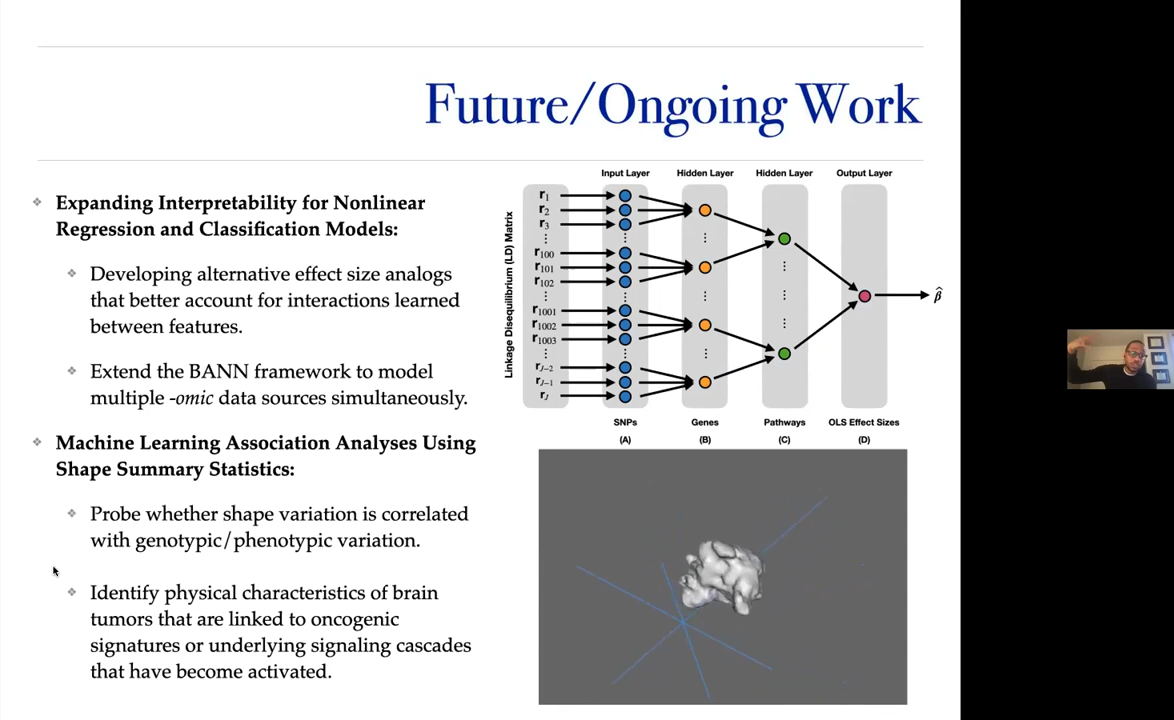 Future/Ongoing Work
Expanding Interpretability for Nonlinear
Regression and Classification Models:
Developing alternative effect size analogs
that better account for interactions learned
between features.
Extend the BANN framework to model
multiple -omic data sources simultaneously.
Machine Learning Association Analyses Using
Shape Summary Statistics:
Probe whether shape variation is correlated
with genotypic/phenotypic variation.
Identify physical characteristics of brain
tumors that are linked to oncogenic
signatures or underlying signaling cascades
that have become activated.
Input Layer Hidden Layer Hidden Layer Output Layer
Linkage Disequilibrium (LD) Matrix
r1
r2
r3
⋮
r100
r101
r102
⋮
r1001
r1002
r1003
⋮
rJ−2
rJ−1
rJ
β̂
SNPs Genes Pathways OLS Effect Sizes
(A) (B) (C) (D)